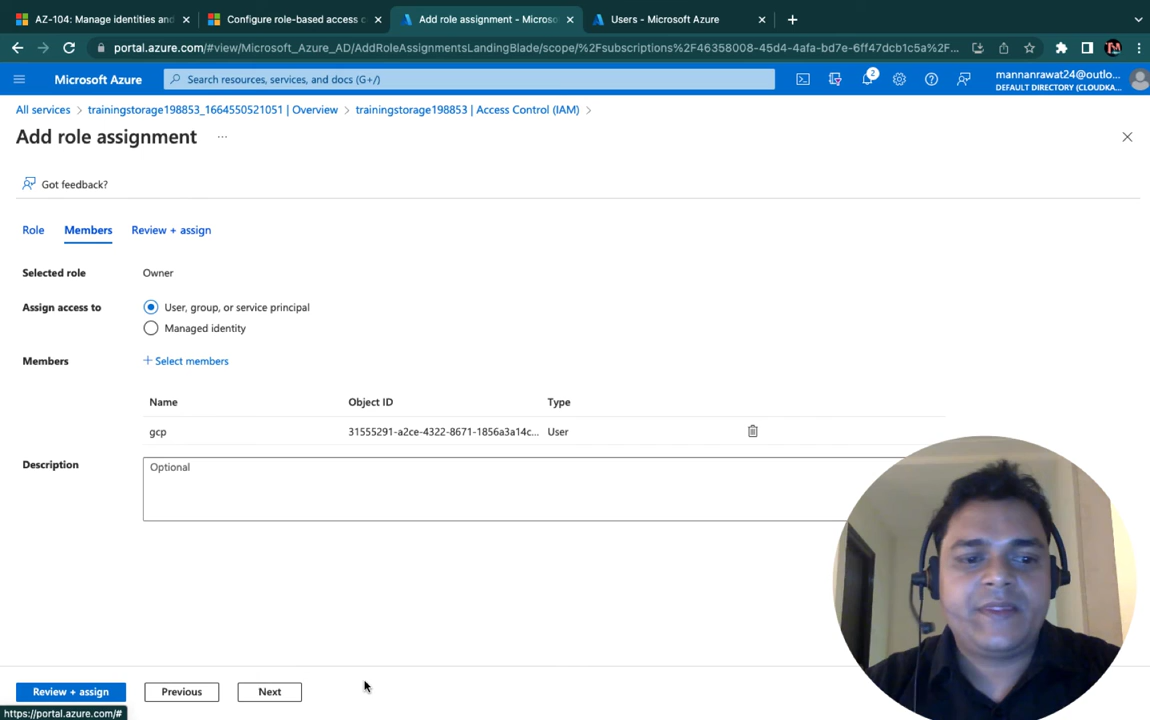 AZ-104: Manage identities and
Configure role-based access c
Add role assignment - Microso
Users - Microsoft Azure
portal.azure.com/#view/Microsoft_Azure_AD/AddRoleAssignmentsLandingBlade/scope/%2Fsubscriptions%2F46358008-45d4-4afa-bd7e-6ff47dcb1c5a%2F...
Microsoft Azure
Search resources, services, and docs (G+/)
2
mannanrawat24@outlo...
DEFAULT DIRECTORY (CLOUDKA...
All services > trainingstorage198853_1664550521051 | Overview > trainingstorage198853 | Access Control (IAM) >
Add role assignment ...
Got feedback?
Role Members Review + assign
Selected role Owner
Assign access to User, group, or service principal
Managed identity
Members + Select members
Name Object ID Type
gcp 31555291-a2ce-4322-8671-1856a3a14c... User
Description Optional
Review + assign Previous Next
https://portal.azure.com/#